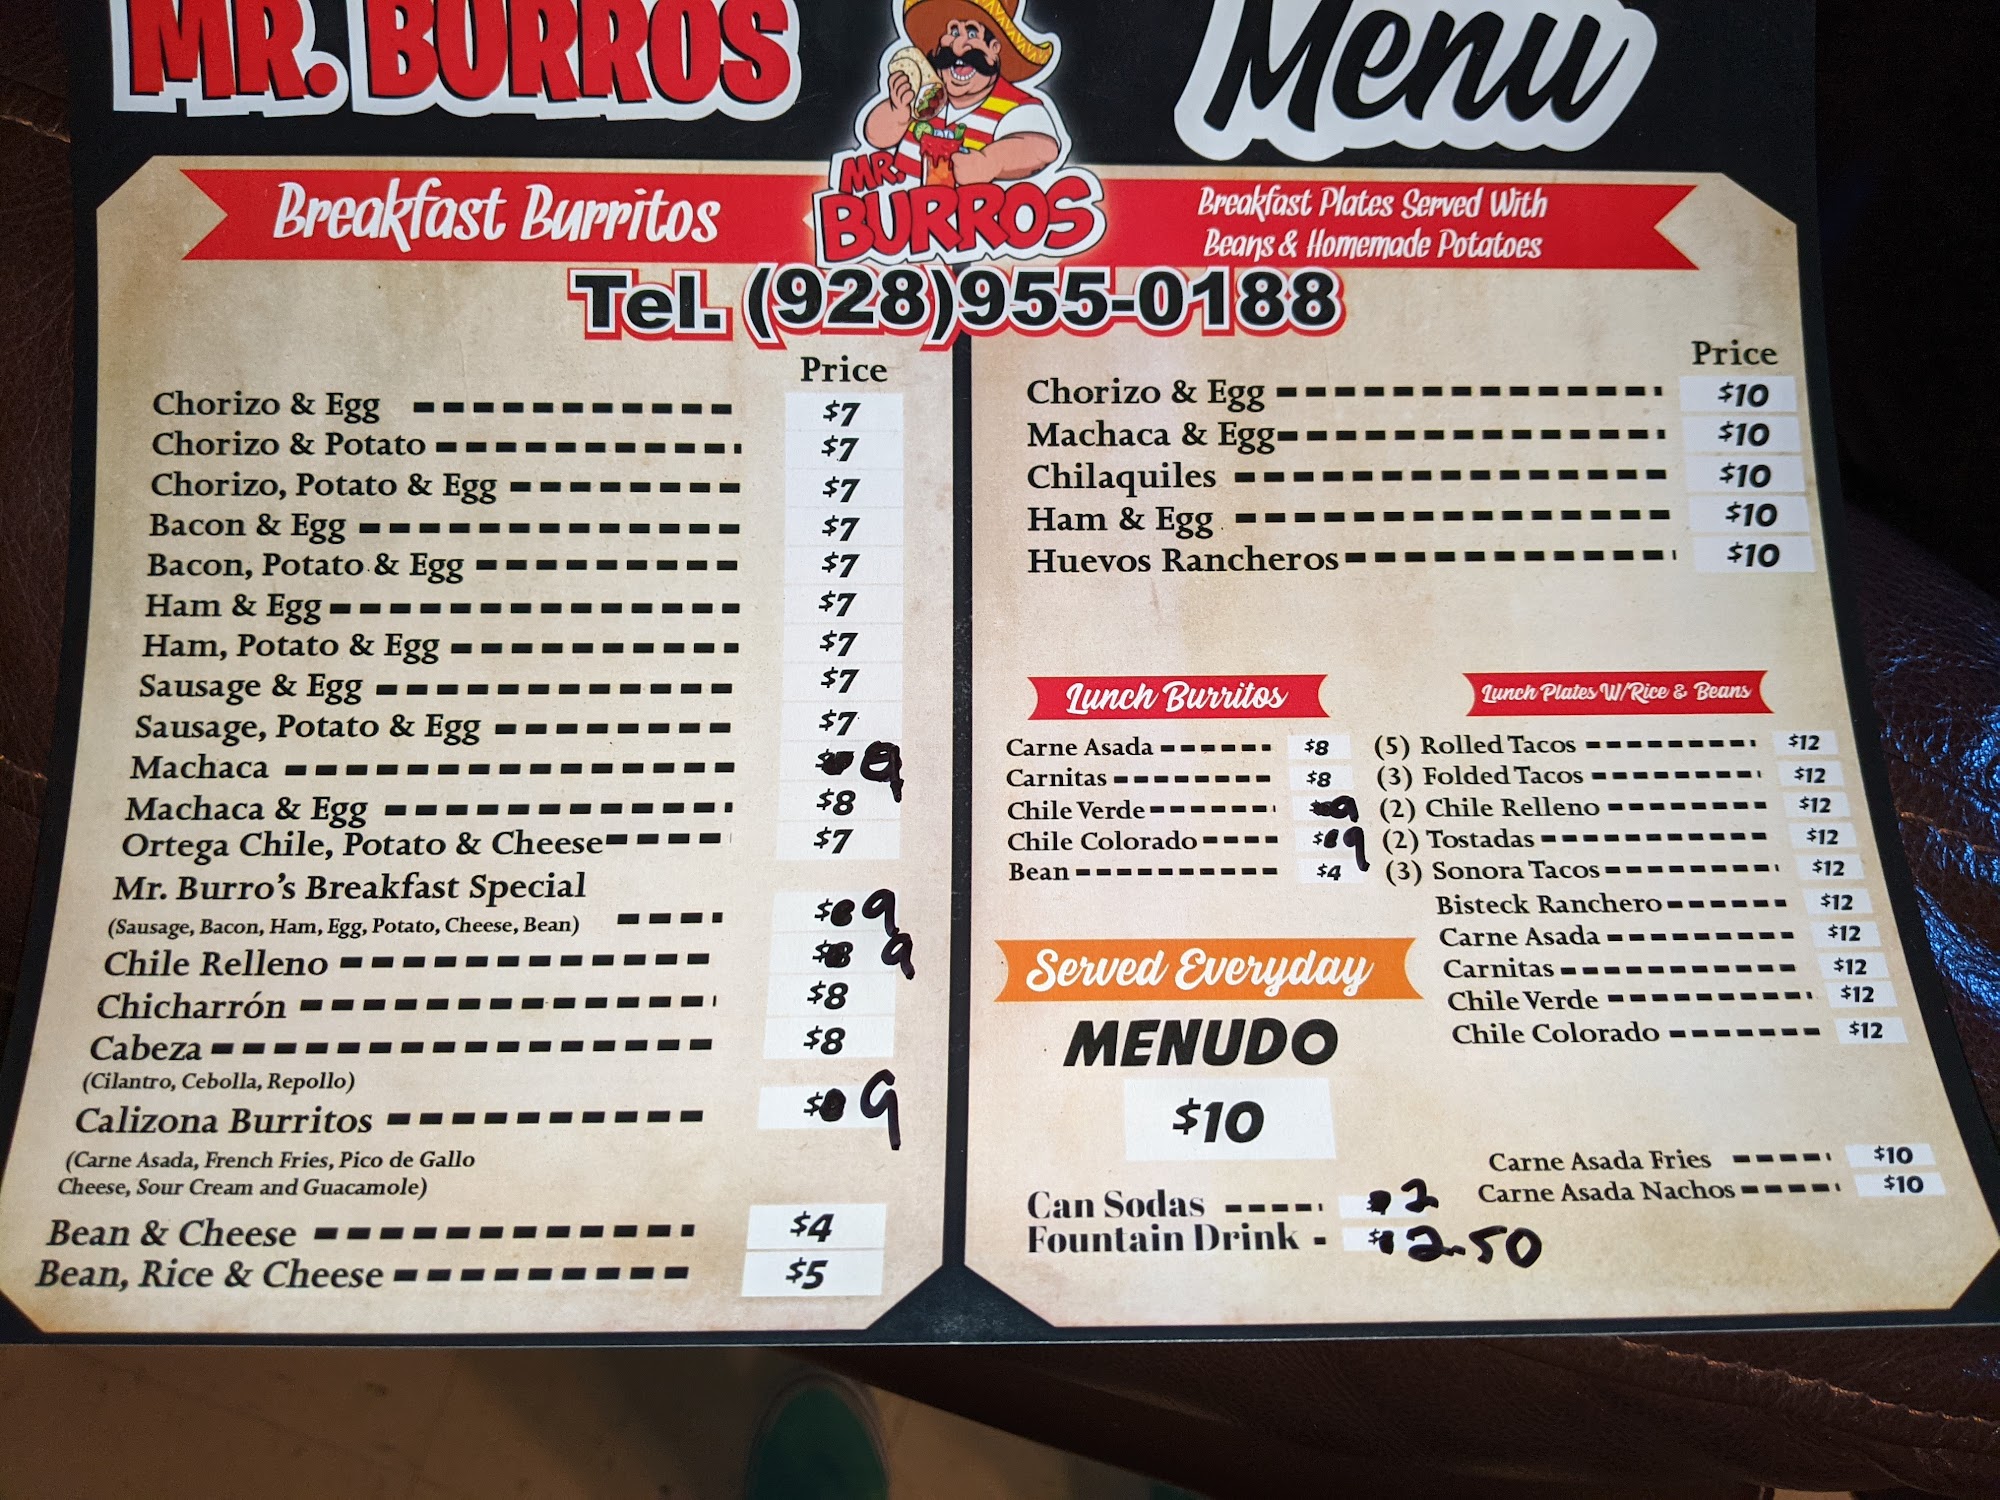 MR. BURROS
Menu
MR.
BURROS
Breakfast Burritos
Breakfast Plates Served With
Beans & Homemade Potatoes
Tel. (928)955-0188
Price
Chorizo & Egg $7
Chorizo & Potato $7
Chorizo, Potato & Egg $7
Bacon & Egg $7
Bacon, Potato & Egg $7
Ham & Egg $7
Ham, Potato & Egg $7
Sausage & Egg $7
Sausage, Potato & Egg $7
Machaca 9
Machaca & Egg $8
Ortega Chile, Potato & Cheese $7
Mr. Burro's Breakfast Special
(Sausage, Bacon, Ham, Egg, Potato, Cheese, Bean) $ 9
Chile Relleno $8 9
Chicharrón $8
Cabeza $8
(Cilantro, Cebolla, Repollo)
Calizona Burritos $ 9
(Carne Asada, French Fries, Pico de Gallo
Cheese, Sour Cream and Guacamole)
Bean & Cheese $4
Bean, Rice & Cheese $5
Price
Chorizo & Egg $10
Machaca & Egg $10
Chilaquiles $10
Ham & Egg $10
Huevos Rancheros $10
Lunch Burritos
Carne Asada $8
Carnitas $8
Chile Verde 9
Chile Colorado $ 9
Bean $4
Lunch Plates W/Rice & Beans
(5) Rolled Tacos $12
(3) Folded Tacos $12
(2) Chile Relleno $12
(2) Tostadas $12
(3) Sonora Tacos $12
Bisteck Ranchero $12
Carne Asada $12
Carnitas $12
Chile Verde $12
Chile Colorado $12
Served Everyday
MENUDO
$10
Carne Asada Fries $10
Carne Asada Nachos $10
Can Sodas 2
Fountain Drink $ 2.50